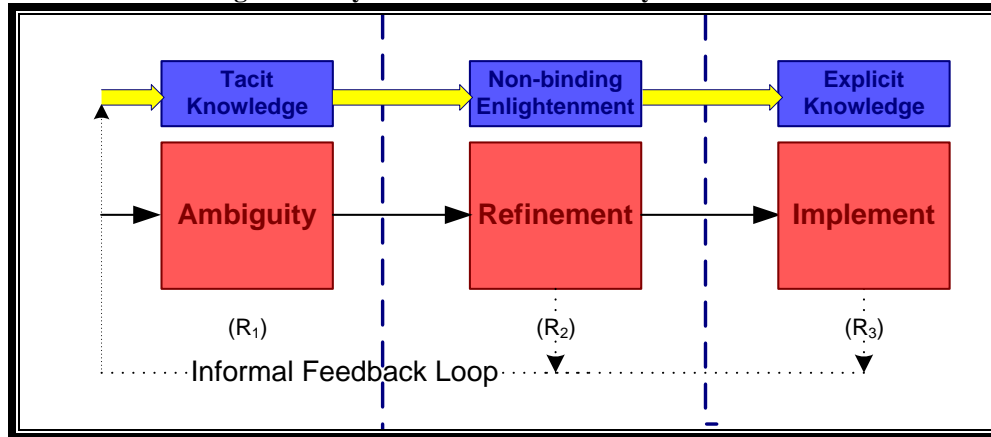 Tacit
Knowledge
Non-binding
Enlightenment
Explicit
Knowledge
Ambiguity
Refinement
Implement
(R₁)
(R₂)
(R₃)
Informal Feedback Loop